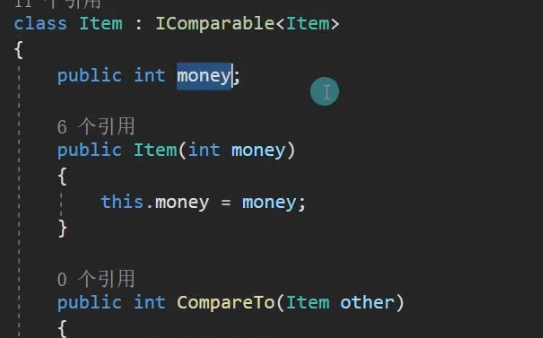 11 个引用
class Item : IComparable<Item>
{
public int money;
6 个引用
public Item(int money)
{
this.money = money;
}
0 个引用
public int CompareTo(Item other)
{